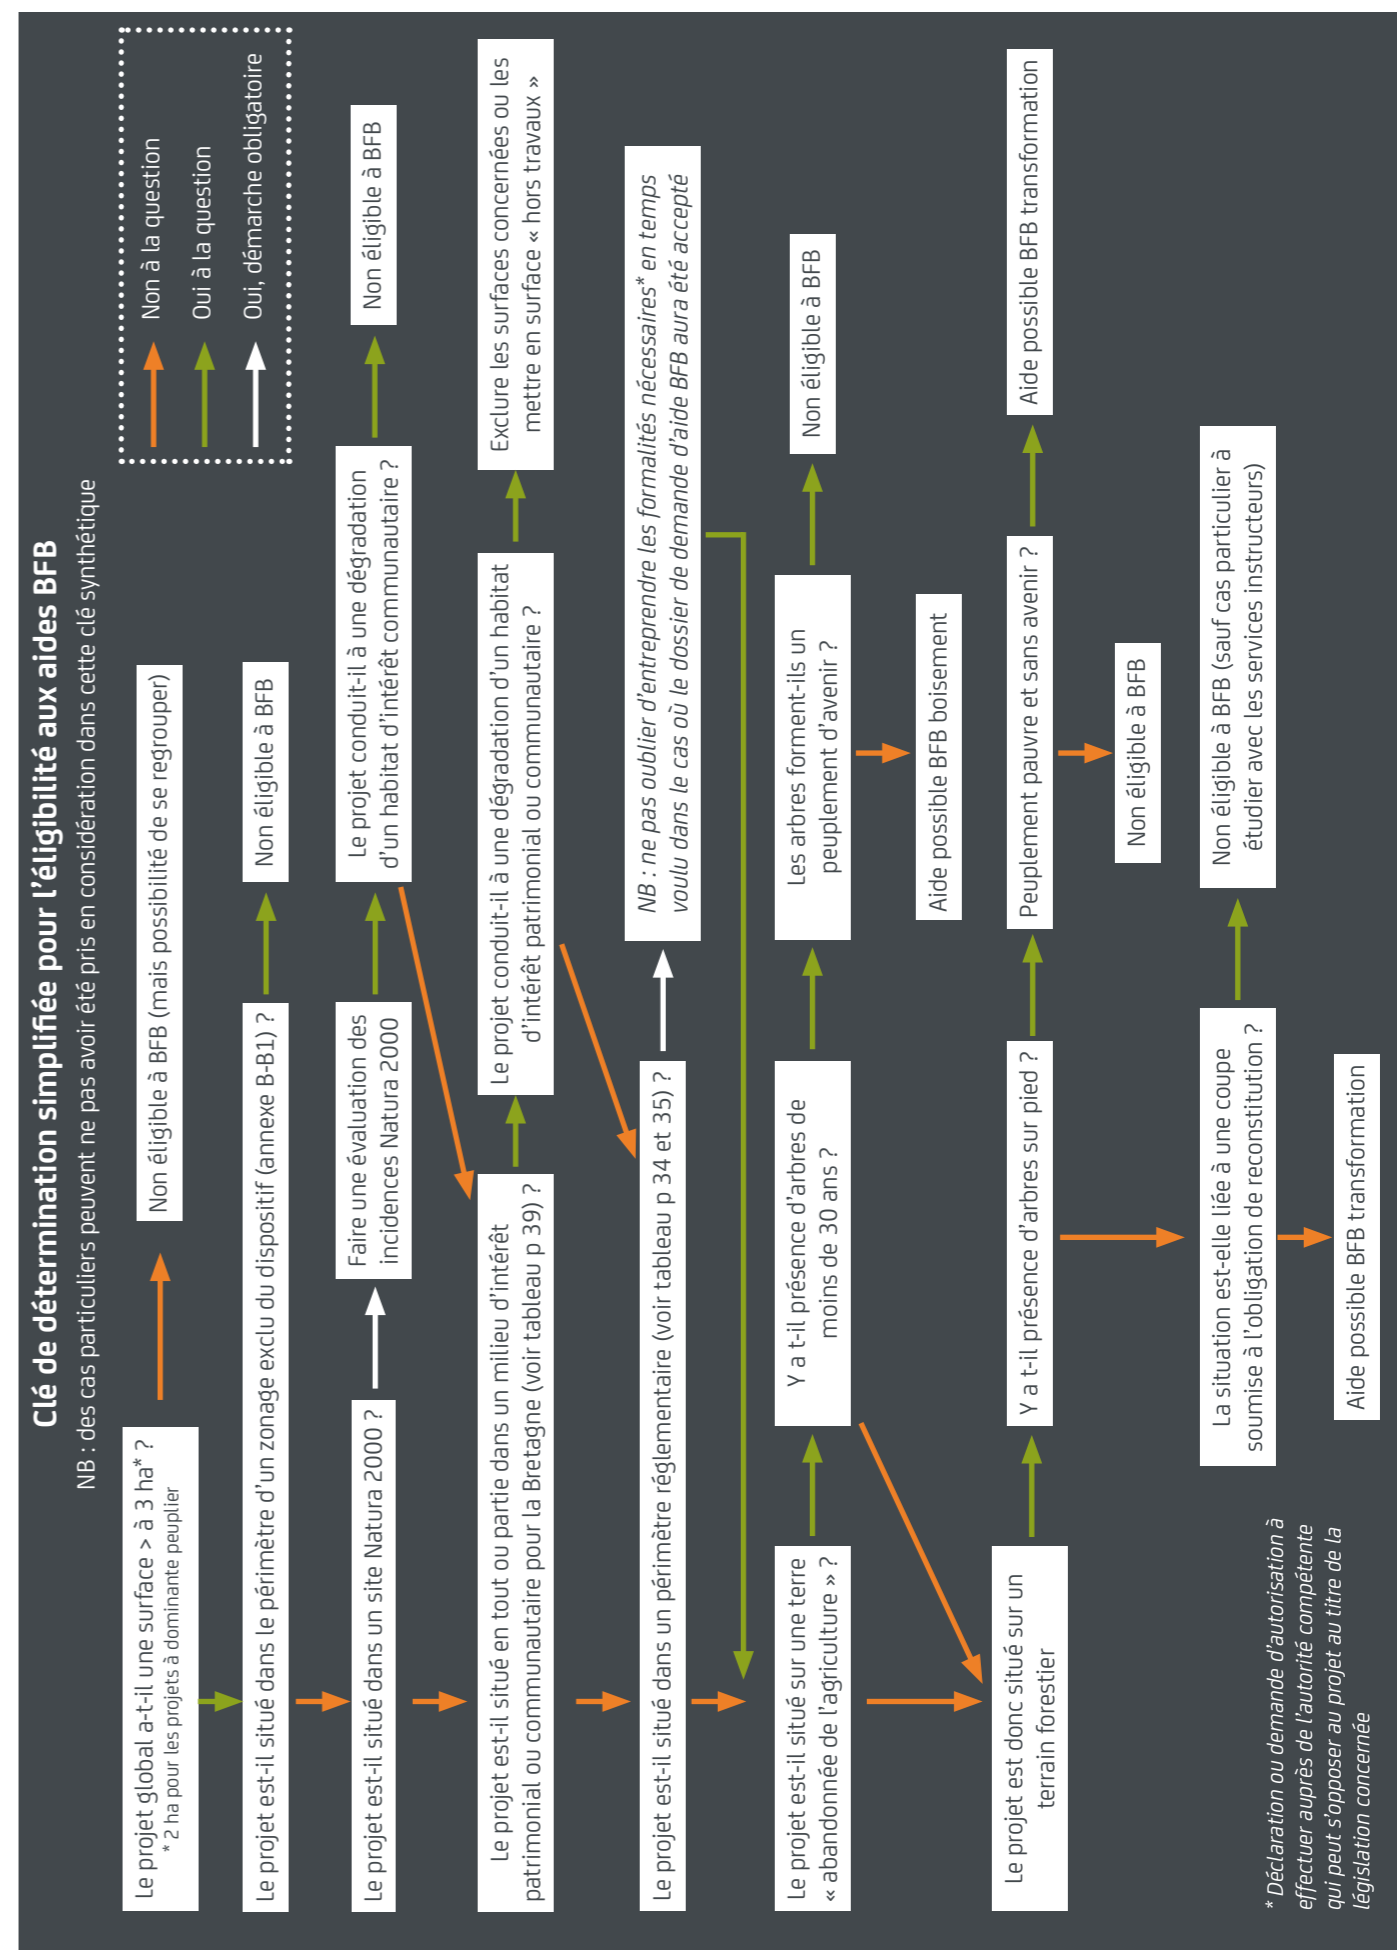 Clé de détermination simplifiée pour l'éligibilité aux aides BFB
NB : des cas particuliers peuvent ne pas avoir été pris en considération dans cette clé synthétique
Non à la question
Oui à la question
Oui, démarche obligatoire
Le projet global a-t-il une surface > à 3 ha* ?
* 2 ha pour les projets à dominante peuplier
Non éligible à BFB (mais possibilité de se regrouper)
Le projet est-il situé dans le périmètre d'un zonage exclu du dispositif (annexe B-B1) ?
Non éligible à BFB
Le projet est-il situé dans un site Natura 2000 ?
Faire une évaluation des
incidences Natura 2000
Le projet conduit-il à une dégradation
d'un habitat d'intérêt communautaire ?
Non éligible à BFB
Le projet est-il situé en tout ou partie dans un milieu d'intérêt
patrimonial ou communautaire pour la Bretagne (voir tableau p 39) ?
Le projet conduit-il à une dégradation d'un habitat
d'intérêt patrimonial ou communautaire ?
Exclure les surfaces concernées ou les
mettre en surface « hors travaux »
Le projet est-il situé dans un périmètre réglementaire (voir tableau p 34 et 35) ?
NB : ne pas oublier d'entreprendre les formalités nécessaires* en temps
voulu dans le cas où le dossier de demande d'aide BFB aura été accepté
Le projet est-il situé sur une terre
« abandonnée de l'agriculture » ?
Y a t-il présence d'arbres de
moins de 30 ans ?
Les arbres forment-ils un
peuplement d'avenir ?
Non éligible à BFB
Aide possible BFB boisement
Le projet est donc situé sur un
terrain forestier
Y a t-il présence d'arbres sur pied ?
Peuplement pauvre et sans avenir ?
Aide possible BFB transformation
Non éligible à BFB
La situation est-elle liée à une coupe
soumise à l'obligation de reconstitution ?
Non éligible à BFB (sauf cas particulier à
étudier avec les services instructeurs)
Aide possible BFB transformation
* Déclaration ou demande d'autorisation à
effectuer auprès de l'autorité compétente
qui peut s'opposer au projet au titre de la
législation concernée